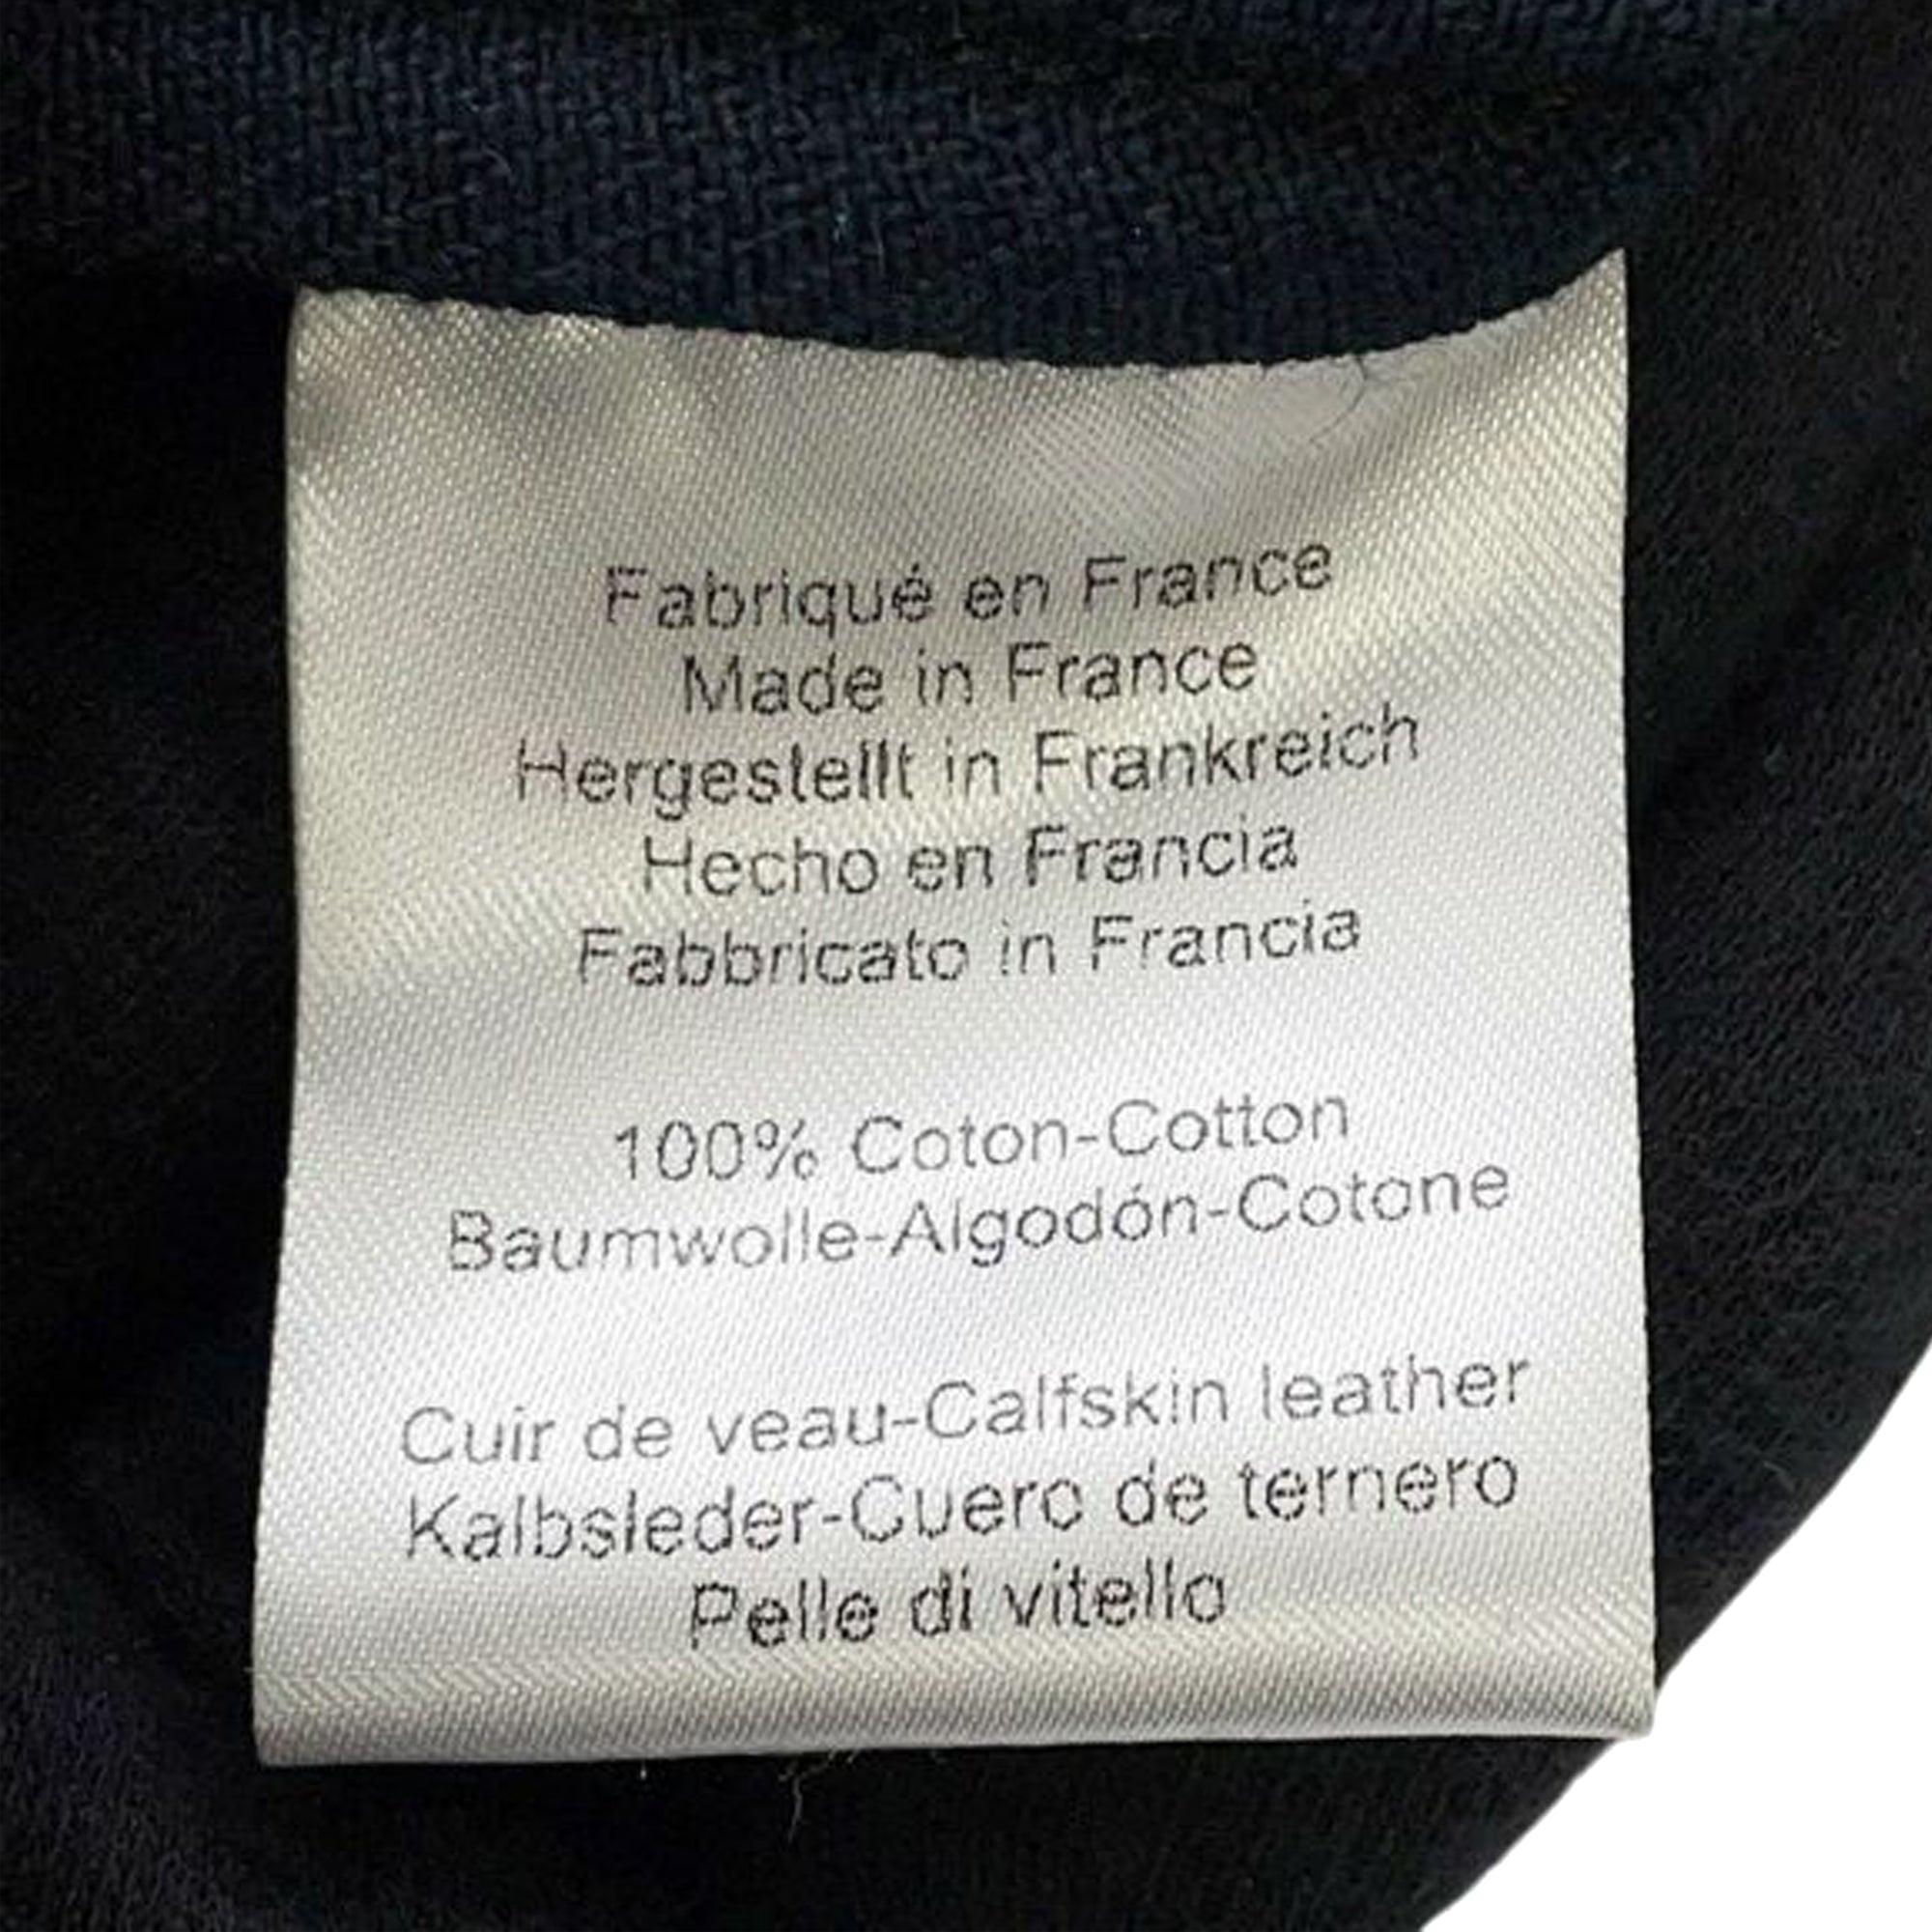 Fabriqué en France
Made in France
Hergestellt in Frankreich
Hecho en Francia
Fabbricato in Francia
100% Coton-Cotton
Baumwolle-Algodón-Cotone
Cuir de veau-Calfskin leather
Kalbsleder-Cuero de ternero
Pelle di vitello